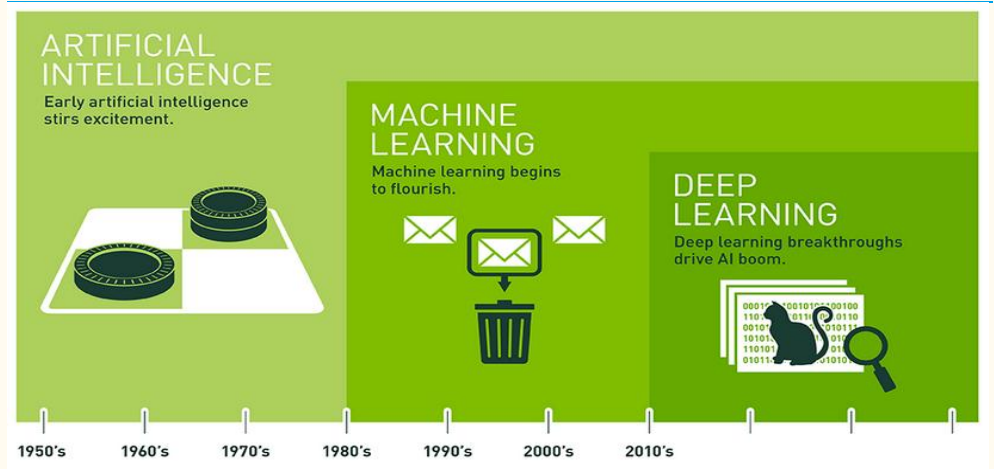 ARTIFICIAL
INTELLIGENCE
Early artificial intelligence
stirs excitement.
MACHINE
LEARNING
Machine learning begins
to flourish.
DEEP
LEARNING
Deep learning breakthroughs
drive AI boom.
1950's
1960's
1970's
1980's
1990's
2000's
2010's